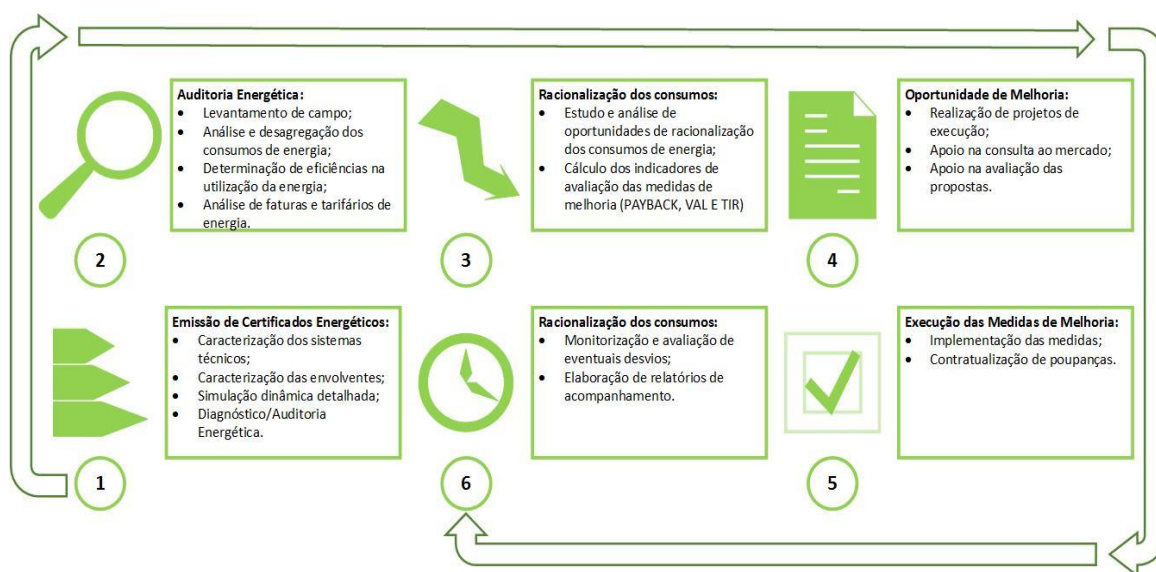 Auditoria Energética:
• Levantamento de campo;
• Análise e desagregação dos
consumos de energia;
• Determinação de eficiências na
utilização da energia;
• Análise de faturas e tarifários de
energia.
2
Racionalização dos consumos:
• Estudo e análise de
oportunidades de racionalização
dos consumos de energia;
• Cálculo dos indicadores de
avaliação das medidas de
melhoria (PAYBACK, VAL E TIR)
3
Oportunidade de Melhoria:
• Realização de projetos de
execução;
• Apoio na consulta ao mercado;
• Apoio na avaliação das
propostas.
4
Emissão de Certificados Energéticos:
• Caracterização dos sistemas
técnicos;
• Caracterização das envolventes;
• Simulação dinâmica detalhada;
• Diagnóstico/Auditoria
Energética.
1
Racionalização dos consumos:
• Monitorização e avaliação de
eventuais desvios;
• Elaboração de relatórios de
acompanhamento.
6
Execução das Medidas de Melhoria:
• Implementação das medidas;
• Contratualização de poupanças.
5